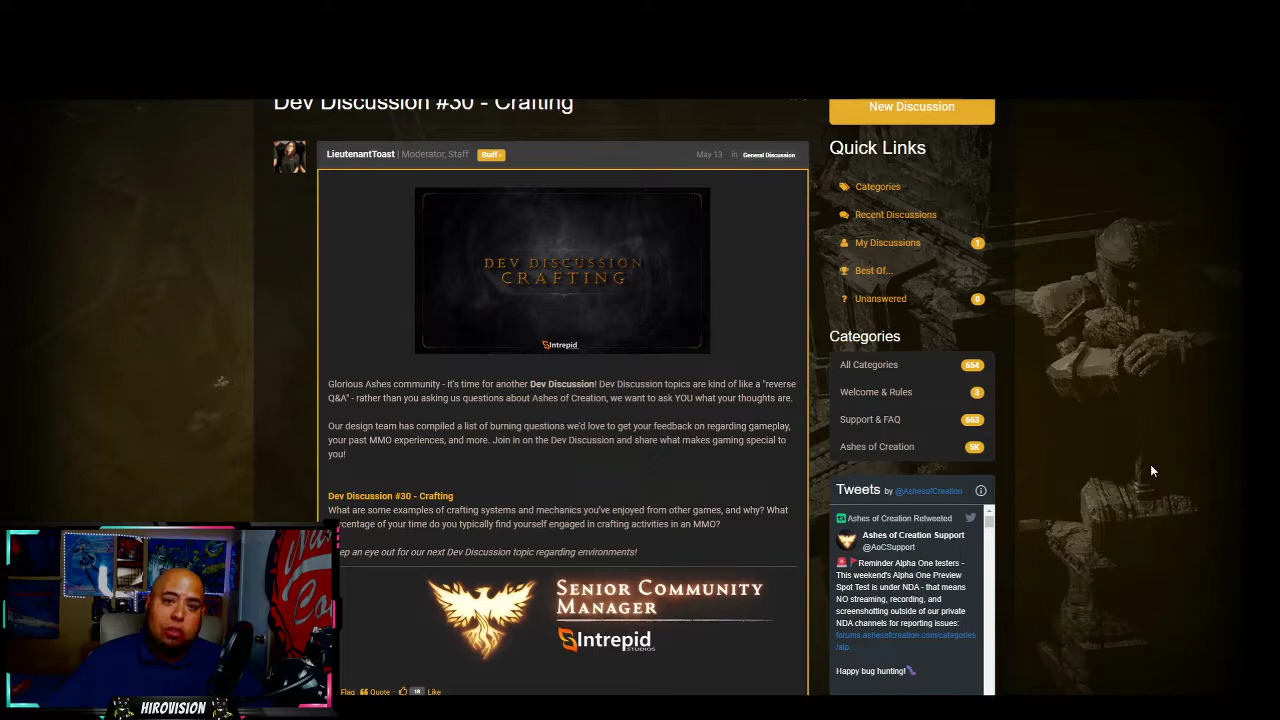 Dev Discussion #30 - Crafting
New Discussion
LieutenantToast | Moderator, Staff Staff
May 13 in General Discussion
DEV DISCUSSION
CRAFTING
Intrepid
Glorious Ashes community - it's time for another Dev Discussion! Dev Discussion topics are kind of like a "reverse
Q&A" - rather than you asking us questions about Ashes of Creation, we want to ask YOU what your thoughts are.
Our design team has compiled a list of burning questions we'd love to get your feedback on regarding gameplay,
your past MMO experiences, and more. Join in on the Dev Discussion and share what makes gaming special to
you!
Dev Discussion #30 - Crafting
What are some examples of crafting systems and mechanics you've enjoyed from other games, and why? What
rcentage of your time do you typically find yourself engaged in crafting activities in an MMO?
ep an eye out for our next Dev Discussion topic regarding environments!
SENIOR COMMUNITY
MANAGER
Intrepid
STUDIOS
Flag Quote · 18 Like
Quick Links
Categories
Recent Discussions
My Discussions 1
Best Of...
Unanswered 0
Categories
All Categories 654
Welcome & Rules 3
Support & FAQ 663
Ashes of Creation 5K
Tweets by @AshesofCreation
Ashes of Creation Retweeted
Ashes of Creation Support
@AoCSupport
Reminder Alpha One testers -
This weekend's Alpha One Preview
Spot Test is under NDA - that means
NO streaming, recording, and
screenshotting outside of our private
NDA channels for reporting issues:
forums.ashesofcreation.com/categories
/alp...
Happy bug hunting!
HIROVISION